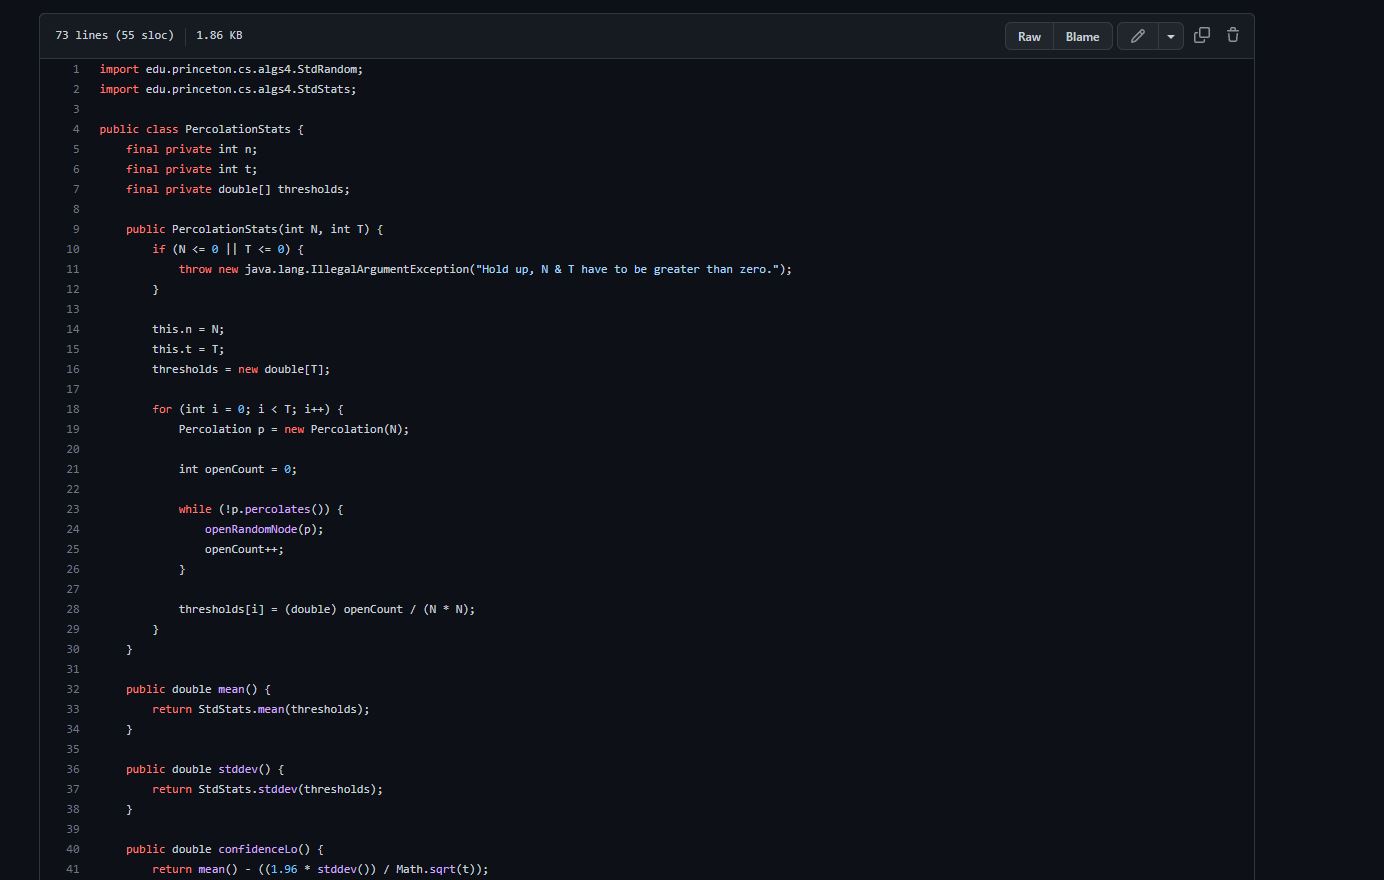 73 lines (55 sloc) 1.86 KB Raw Blame
1 import edu.princeton.cs.algs4.StdRandom;
2 import edu.princeton.cs.algs4.StdStats;
3
4 public class PercolationStats {
5     final private int n;
6     final private int t;
7     final private double[] thresholds;
8
9     public PercolationStats(int N, int T) {
10         if (N <= 0 || T <= 0) {
11             throw new java.lang.IllegalArgumentException("Hold up, N & T have to be greater than zero.");
12         }
13
14         this.n = N;
15         this.t = T;
16         thresholds = new double[T];
17
18         for (int i = 0; i < T; i++) {
19             Percolation p = new Percolation(N);
20
21             int openCount = 0;
22
23             while (!p.percolates()) {
24                 openRandomNode(p);
25                 openCount++;
26             }
27
28             thresholds[i] = (double) openCount / (N * N);
29         }
30     }
31
32     public double mean() {
33         return StdStats.mean(thresholds);
34     }
35
36     public double stddev() {
37         return StdStats.stddev(thresholds);
38     }
39
40     public double confidenceLo() {
41         return mean() - ((1.96 * stddev()) / Math.sqrt(t));